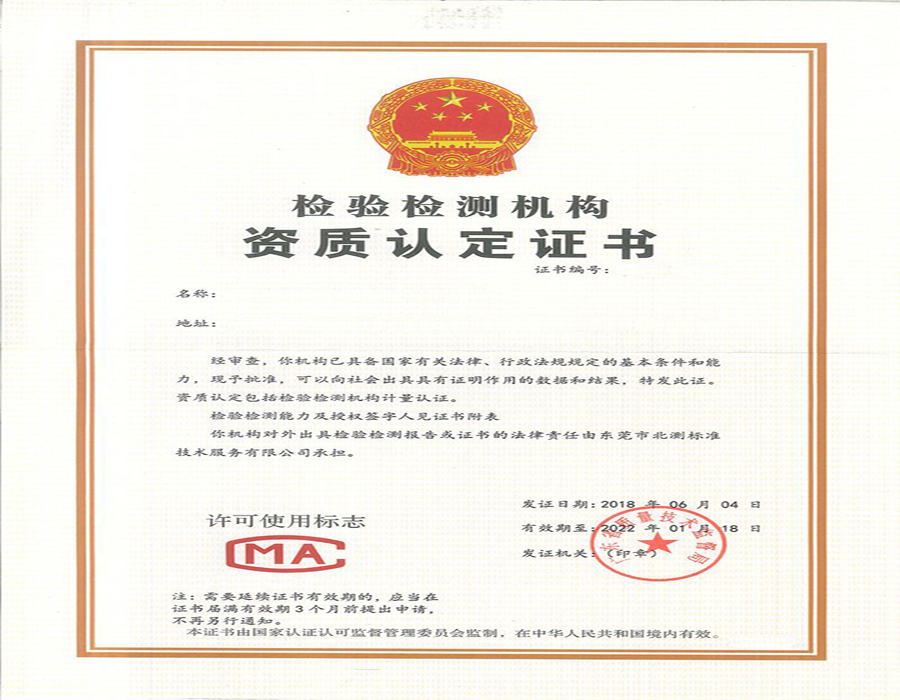 检验检测机构
资质认定证书
证书编号：
名称：
地址：
经审查，你机构已具备国家有关法律、行政法规规定的基本条件和能
力，现予批准，可以向社会出具具有证明作用的数据和结果，特发此证。
资质认定包括检验检测机构计量认证。
检验检测能力及授权签字人见证书附表
你机构对外出具检验检测报告或证书的法律责任由东莞市北测标准
技术服务有限公司承担。
许可使用标志
MA
发证日期：2018 年 06 月 04 日
有效期至：2022 年 01 月 18 日
发证机关：（印章）
广东省质量技术监督局
注：需要延续证书有效期的，应当在
证书届满有效期3个月前提出申请，
不再另行通知。
本证书由国家认证认可监督管理委员会监制，在中华人民共和国境内有效。